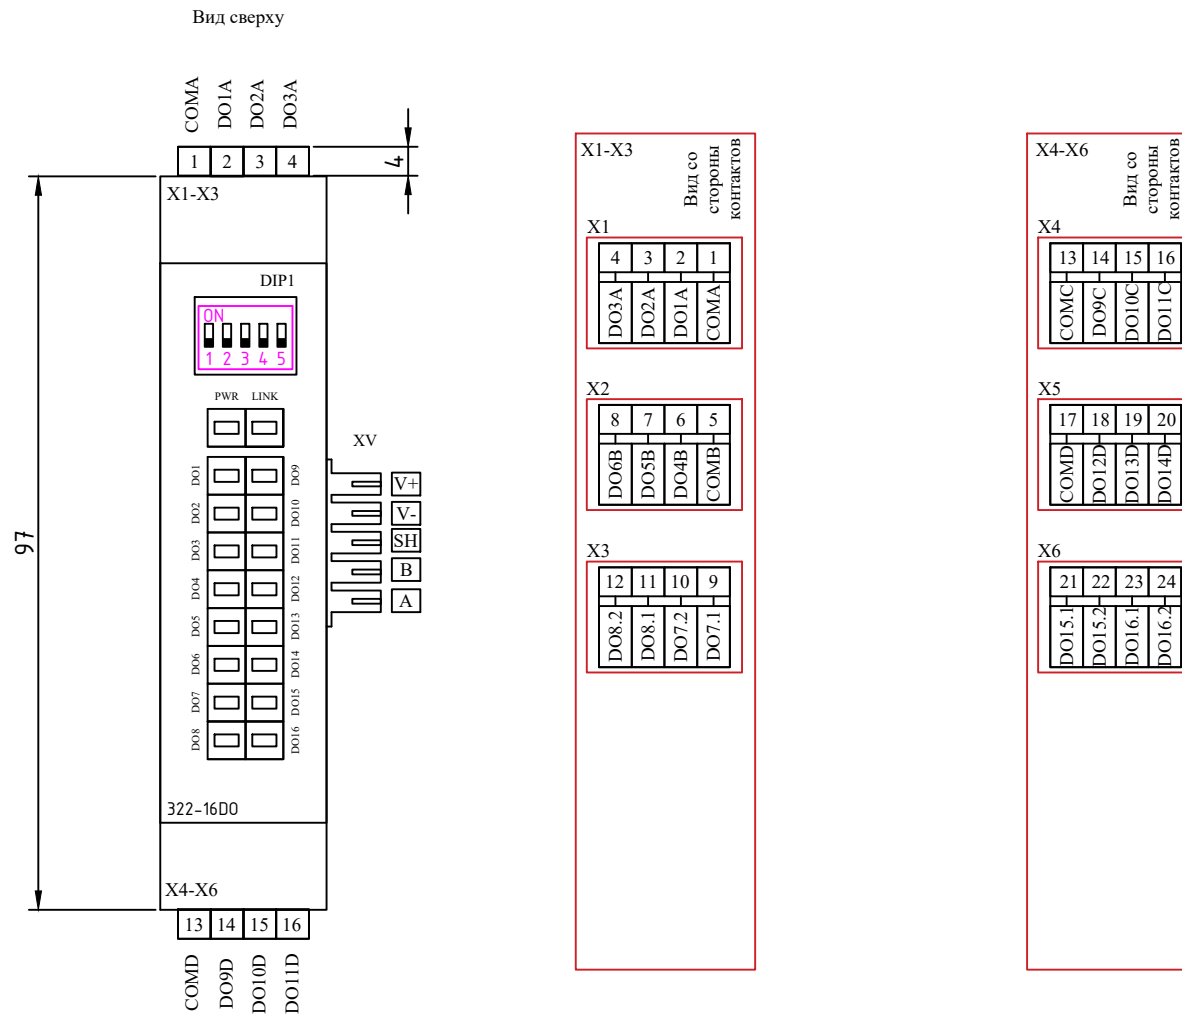 Вид сверху
COMA
DO1A
DO2A
DO3A
1 2 3 4
4
X1-X3
DIP1
ON
1 2 3 4 5
PWR LINK
DO1 DO9
DO2 DO10
DO3 DO11
DO4 DO12
DO5 DO13
DO6 DO14
DO7 DO15
DO8 DO16
XV
V+
V-
SH
B
A
97
322-16DO
X4-X6
13 14 15 16
COMD
DO9D
DO10D
DO11D
X1-X3
Вид со
стороны
контактов
X1
4 3 2 1
DO3A
DO2A
DO1A
COMA
X2
8 7 6 5
DO6B
DO5B
DO4B
COMB
X3
12 11 10 9
DO8.2
DO8.1
DO7.2
DO7.1
X4-X6
Вид со
стороны
контактов
X4
13 14 15 16
COMC
DO9C
DO10C
DO11C
X5
17 18 19 20
COMD
DO12D
DO13D
DO14D
X6
21 22 23 24
DO15.1
DO15.2
DO16.1
DO16.2